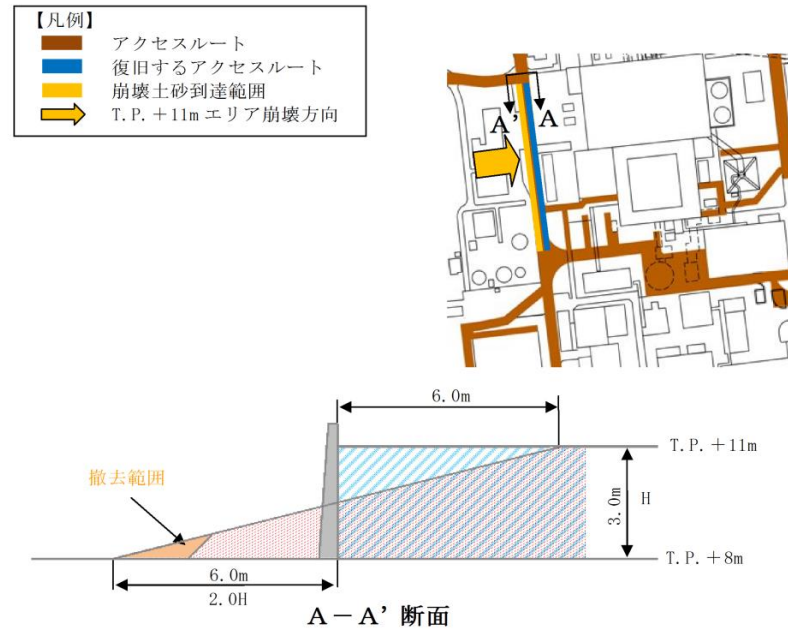 【凡例】
アクセスルート
復旧するアクセスルート
崩壊土砂到達範囲
T.P.+11mエリア崩壊方向
A'
A
6.0m
T.P.+11m
撤去範囲
3.0m
H
T.P.+8m
6.0m
2.0H
A-A'断面